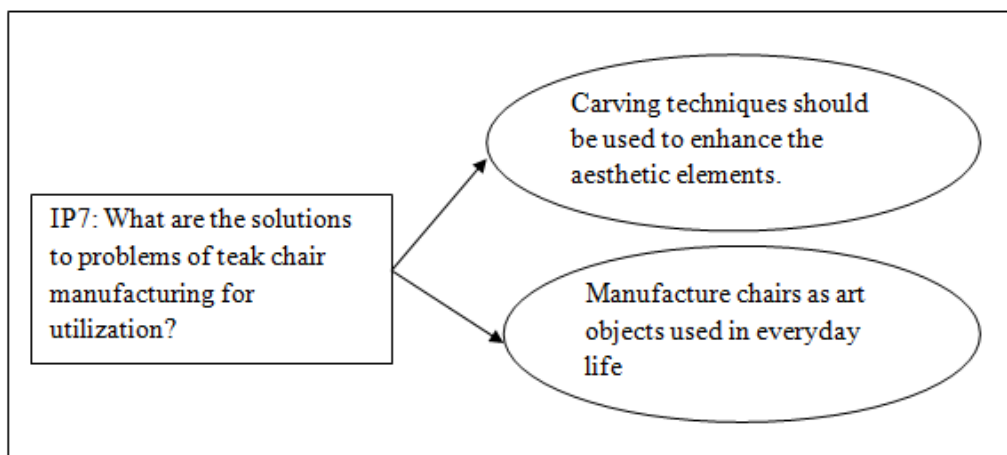 Carving techniques should
be used to enhance the
aesthetic elements.
IP7: What are the solutions
to problems of teak chair
manufacturing for
utilization?
Manufacture chairs as art
objects used in everyday
life